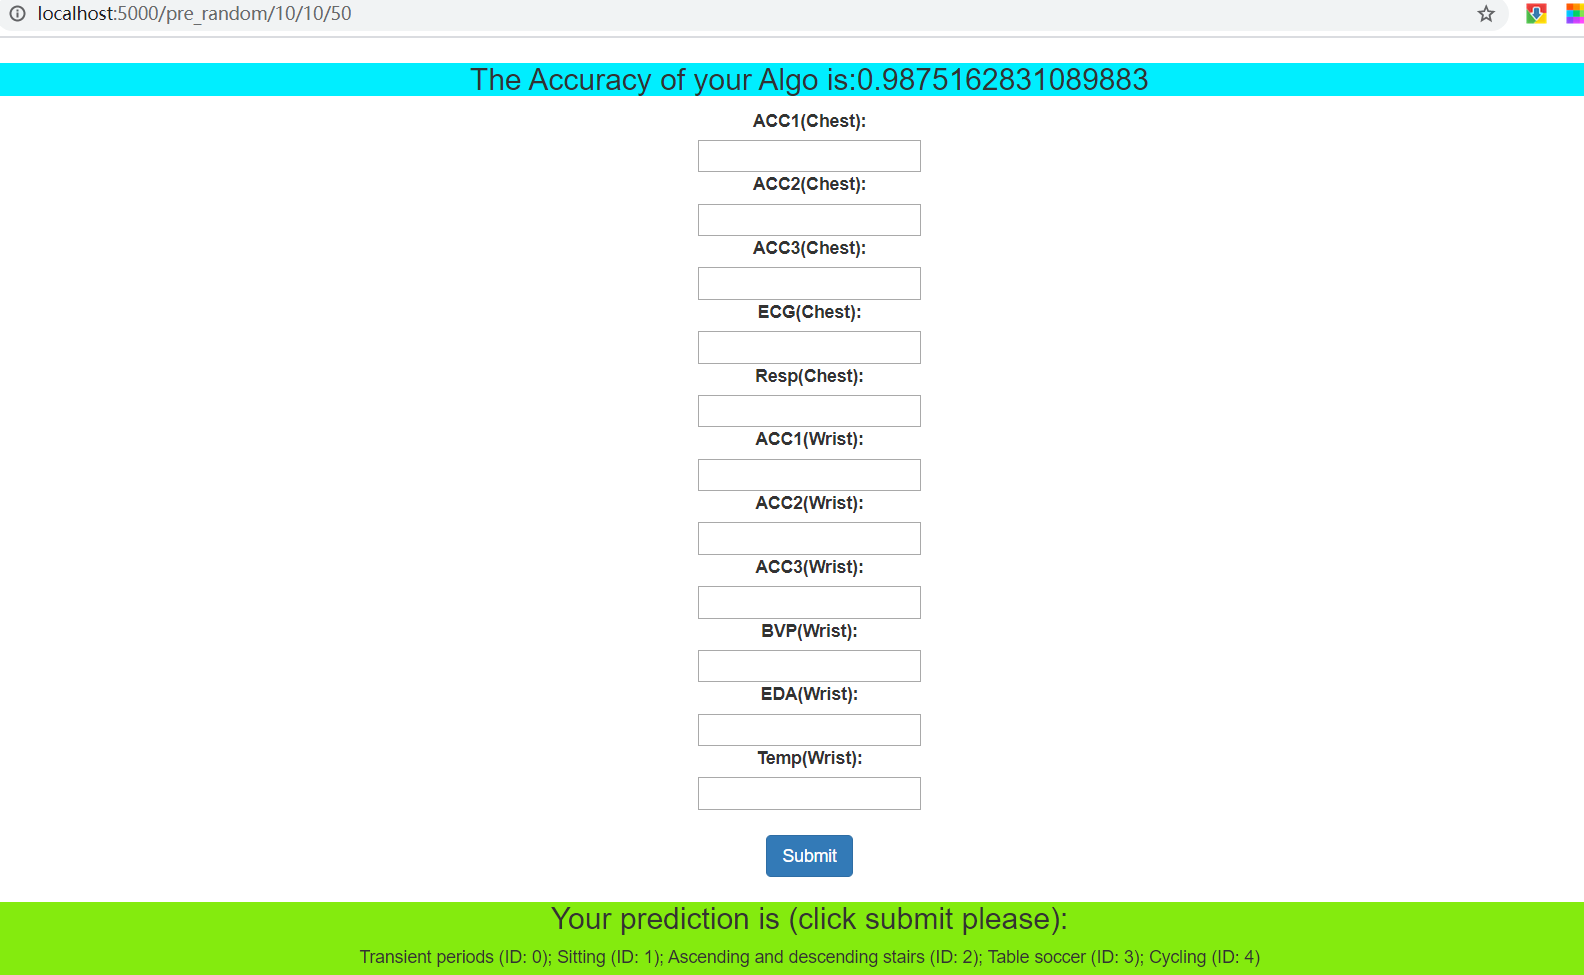 localhost:5000/pre_random/10/10/50
The Accuracy of your Algo is:0.9875162831089883
ACC1(Chest):
ACC2(Chest):
ACC3(Chest):
ECG(Chest):
Resp(Chest):
ACC1(Wrist):
ACC2(Wrist):
ACC3(Wrist):
BVP(Wrist):
EDA(Wrist):
Temp(Wrist):
Submit
Your prediction is (click submit please):
Transient periods (ID: 0); Sitting (ID: 1); Ascending and descending stairs (ID: 2); Table soccer (ID: 3); Cycling (ID: 4)